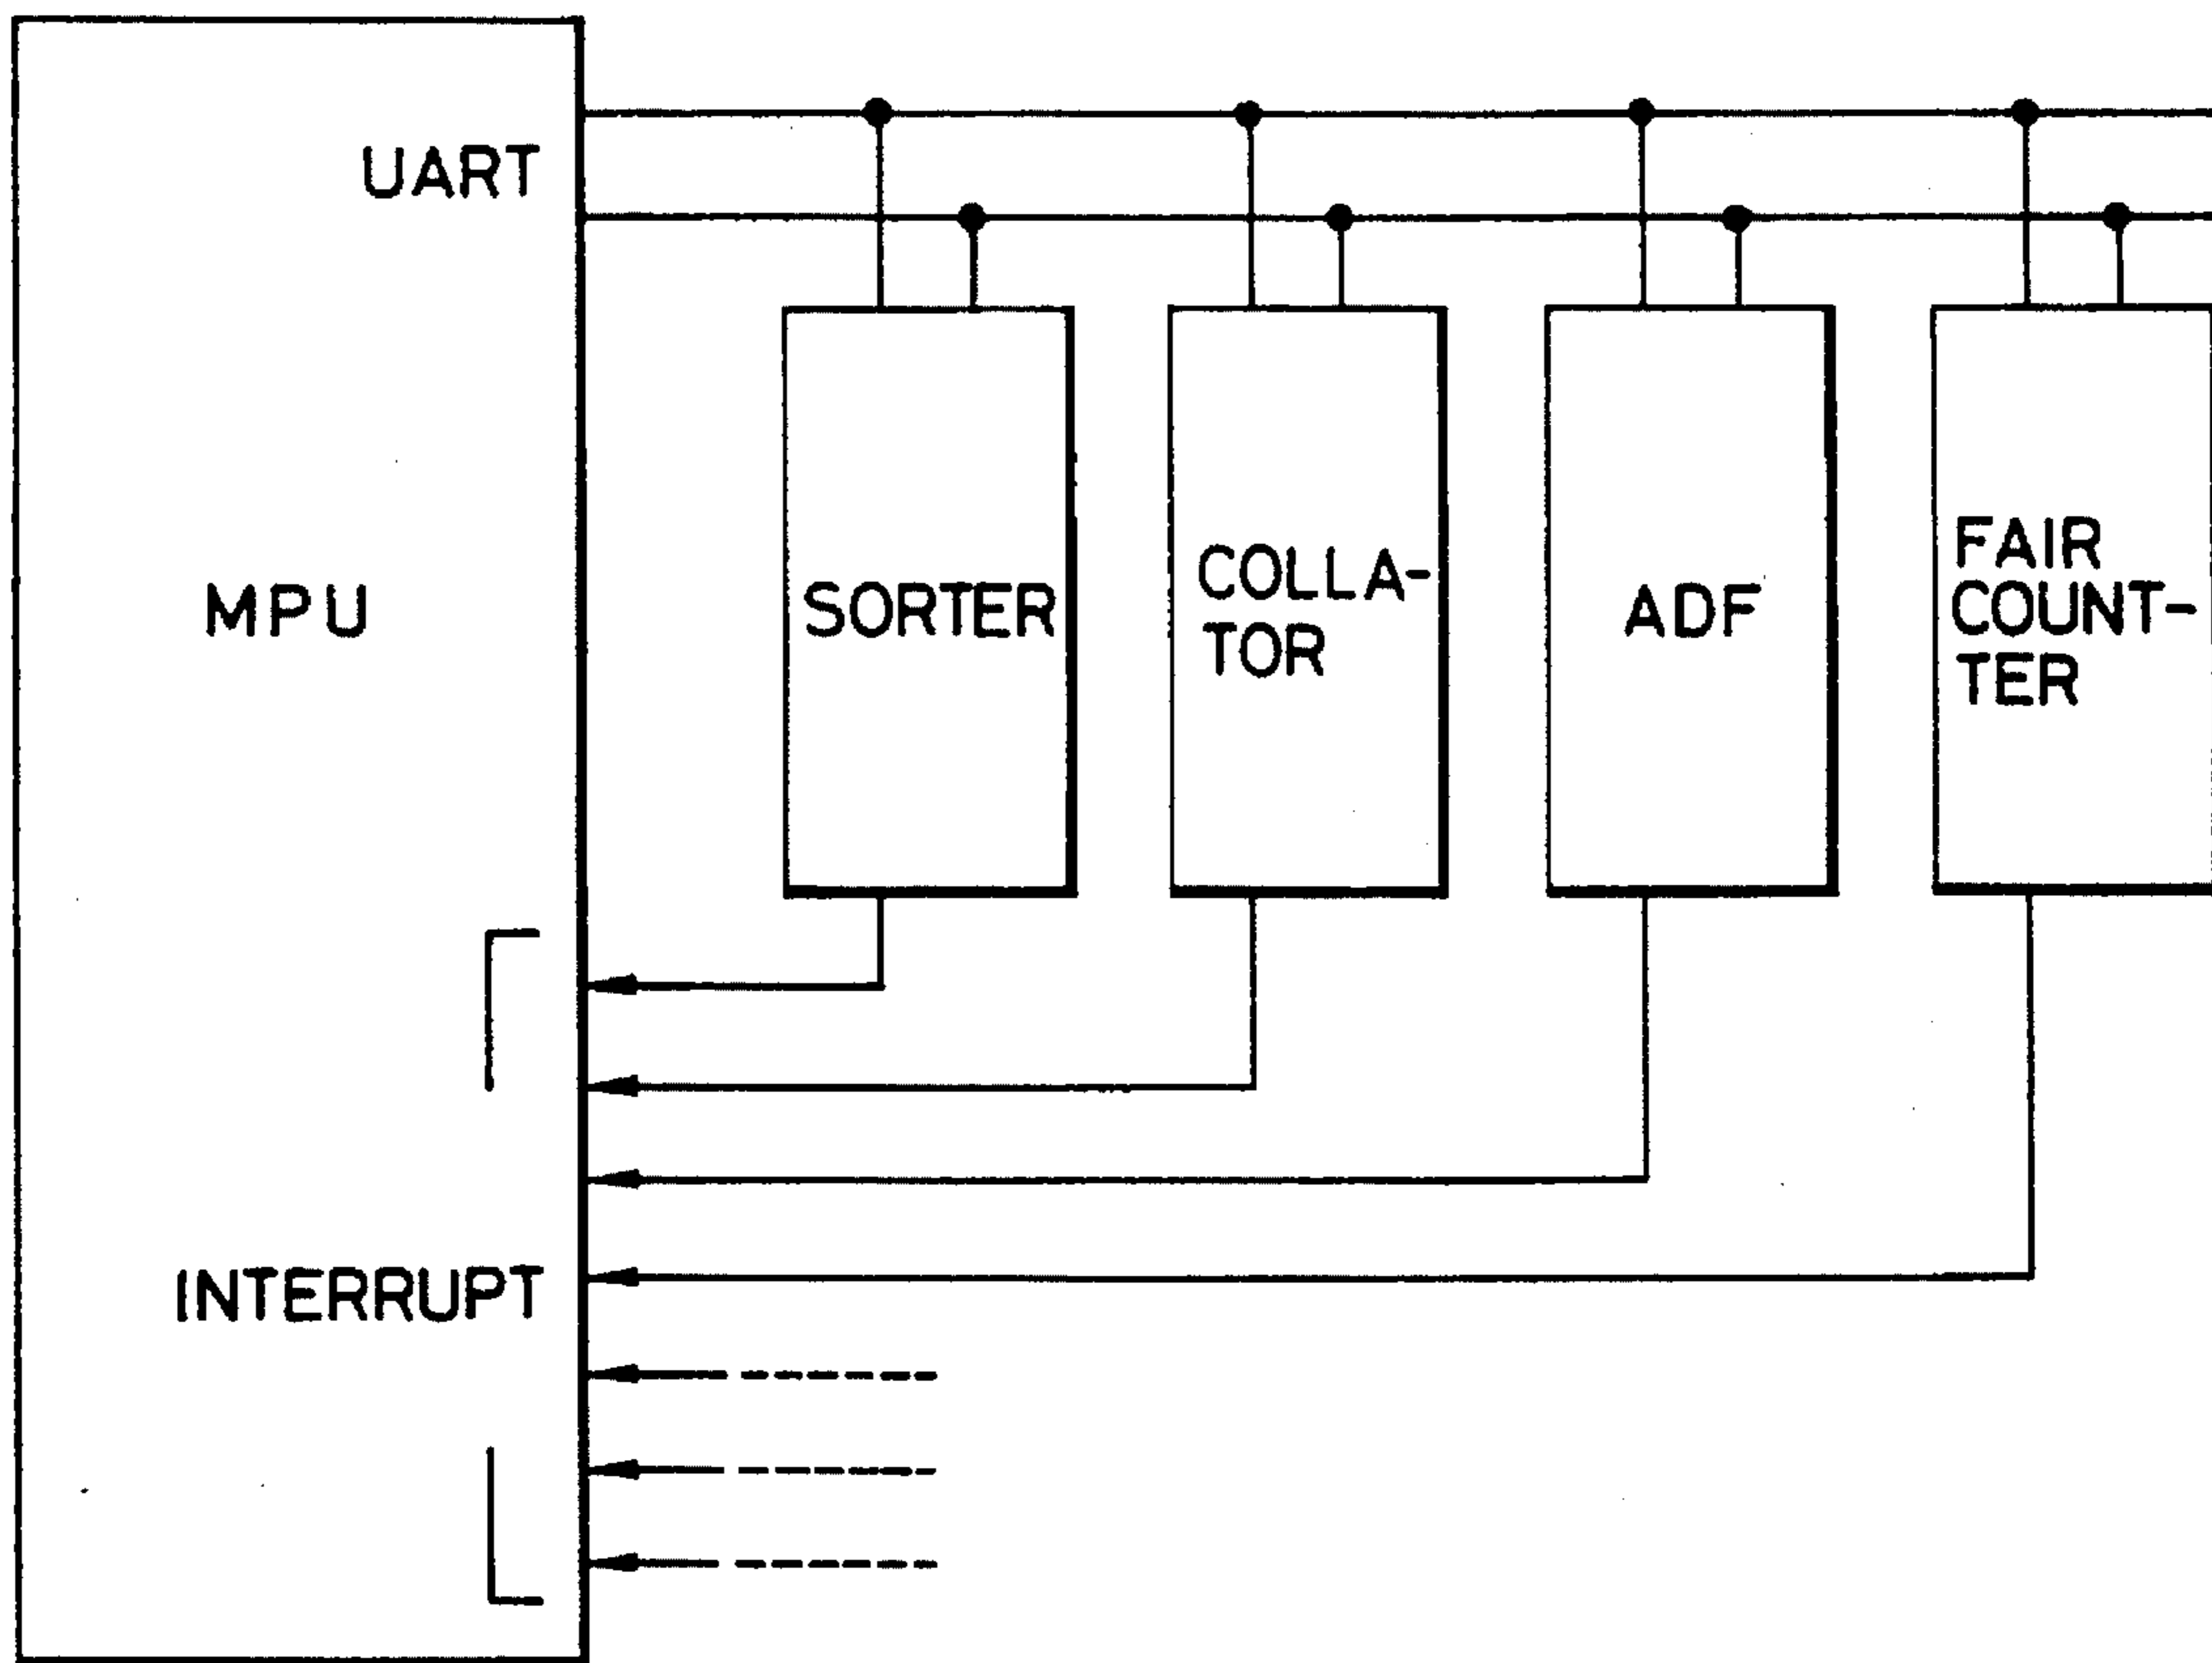 UART
MPU
SORTER
COLLA-
TOR
ADF
FAIR
COUNT-
TER
INTERRUPT